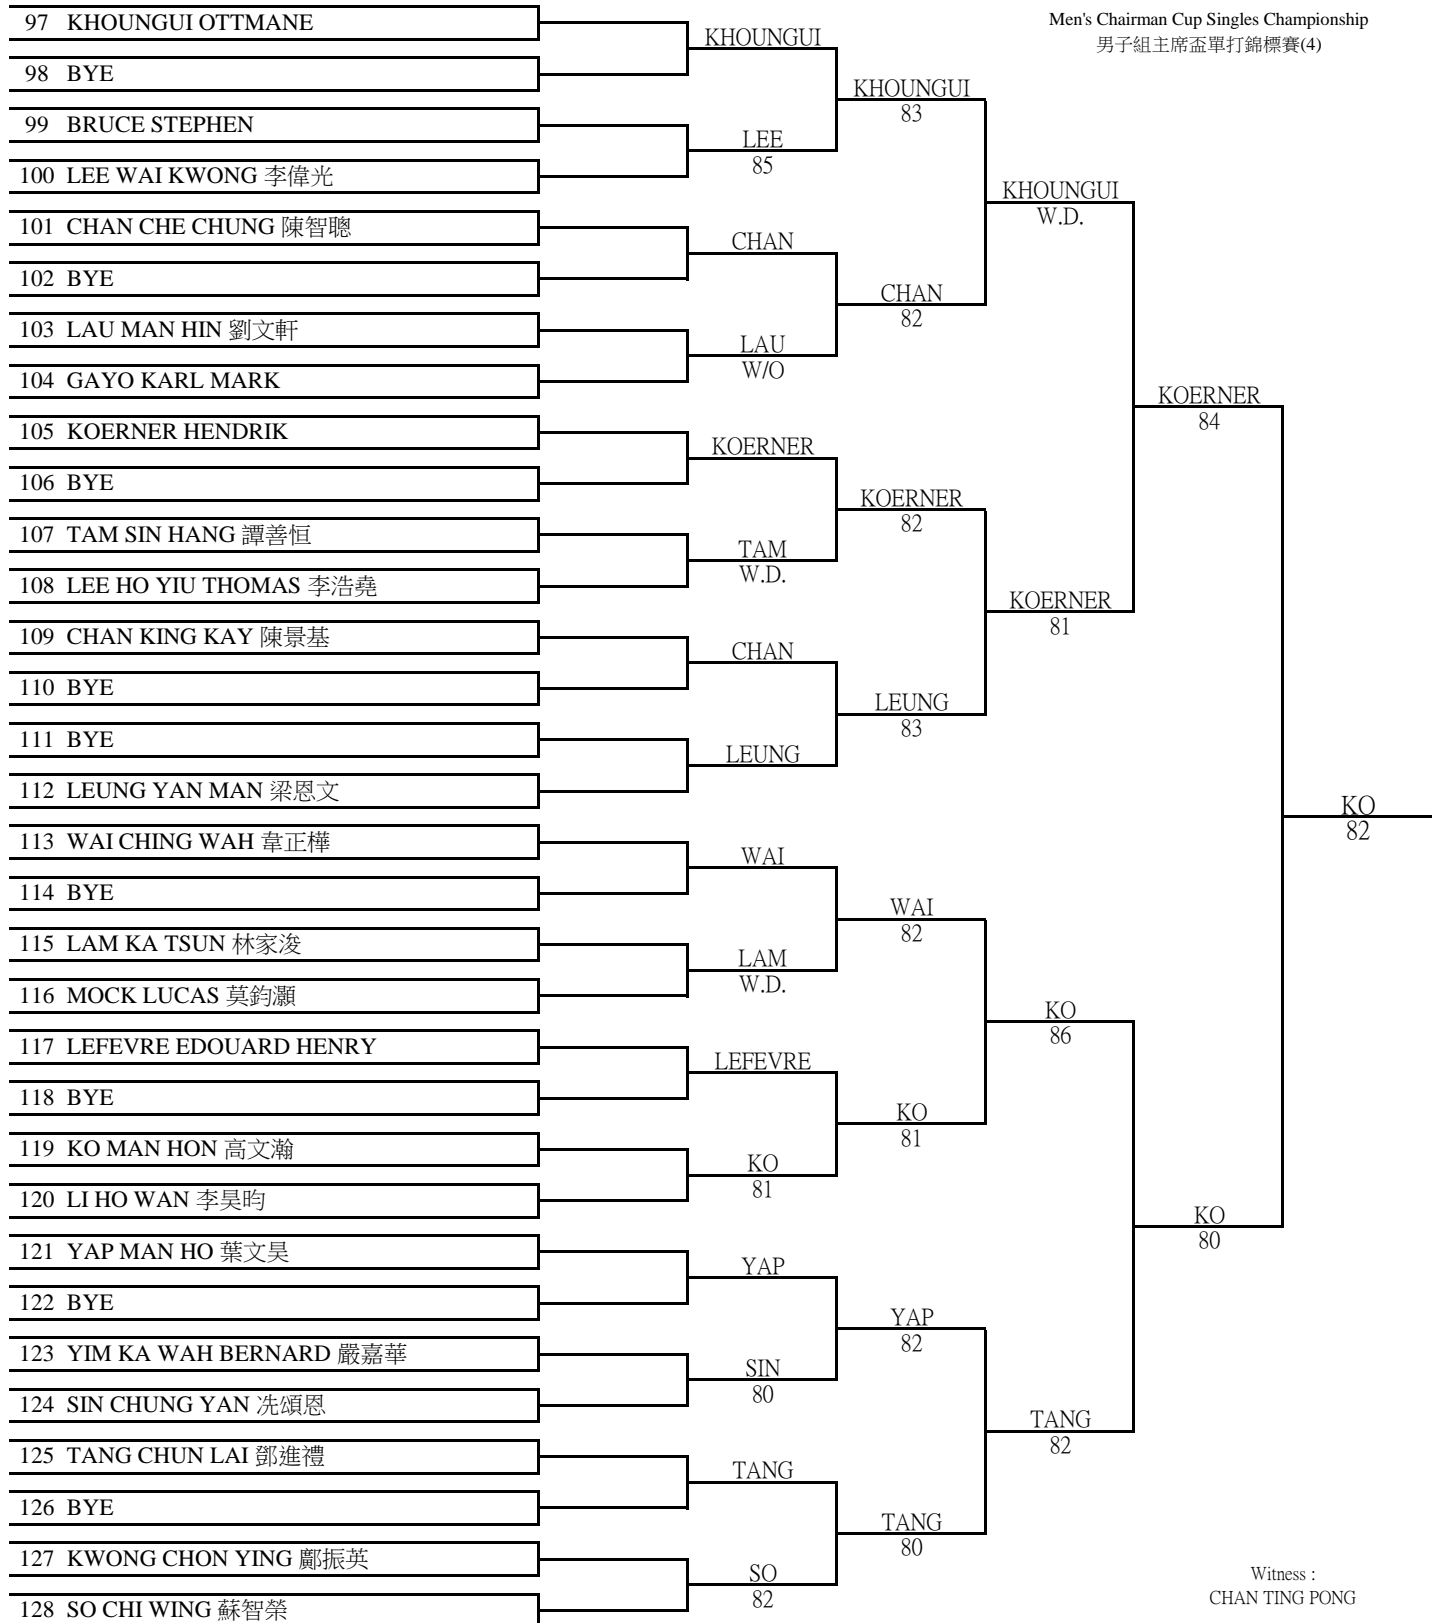 Men's Chairman Cup Singles Championship
男子組主席盃單打錦標賽(4)
97 KHOUNGUI OTTMANE
98 BYE
99 BRUCE STEPHEN
100 LEE WAI KWONG 李偉光
101 CHAN CHE CHUNG 陳智聰
102 BYE
103 LAU MAN HIN 劉文軒
104 GAYO KARL MARK
105 KOERNER HENDRIK
106 BYE
107 TAM SIN HANG 譚善恒
108 LEE HO YIU THOMAS 李浩堯
109 CHAN KING KAY 陳景基
110 BYE
111 BYE
112 LEUNG YAN MAN 梁恩文
113 WAI CHING WAH 韋正樺
114 BYE
115 LAM KA TSUN 林家浚
116 MOCK LUCAS 莫鈞灝
117 LEFEVRE EDOUARD HENRY
118 BYE
119 KO MAN HON 高文瀚
120 LI HO WAN 李昊昀
121 YAP MAN HO 葉文昊
122 BYE
123 YIM KA WAH BERNARD 嚴嘉華
124 SIN CHUNG YAN 冼頌恩
125 TANG CHUN LAI 鄧進禮
126 BYE
127 KWONG CHON YING 鄺振英
128 SO CHI WING 蘇智榮
KHOUNGUI
LEE
85
CHAN
LAU
W/O
KOERNER
TAM
W.D.
CHAN
LEUNG
WAI
LAM
W.D.
LEFEVRE
KO
81
YAP
SIN
80
TANG
SO
82
KHOUNGUI
83
CHAN
82
KOERNER
82
LEUNG
83
WAI
82
KO
81
YAP
82
TANG
80
KHOUNGUI
W.D.
KOERNER
81
KO
86
TANG
82
KOERNER
84
KO
80
KO
82
Witness :
CHAN TING PONG